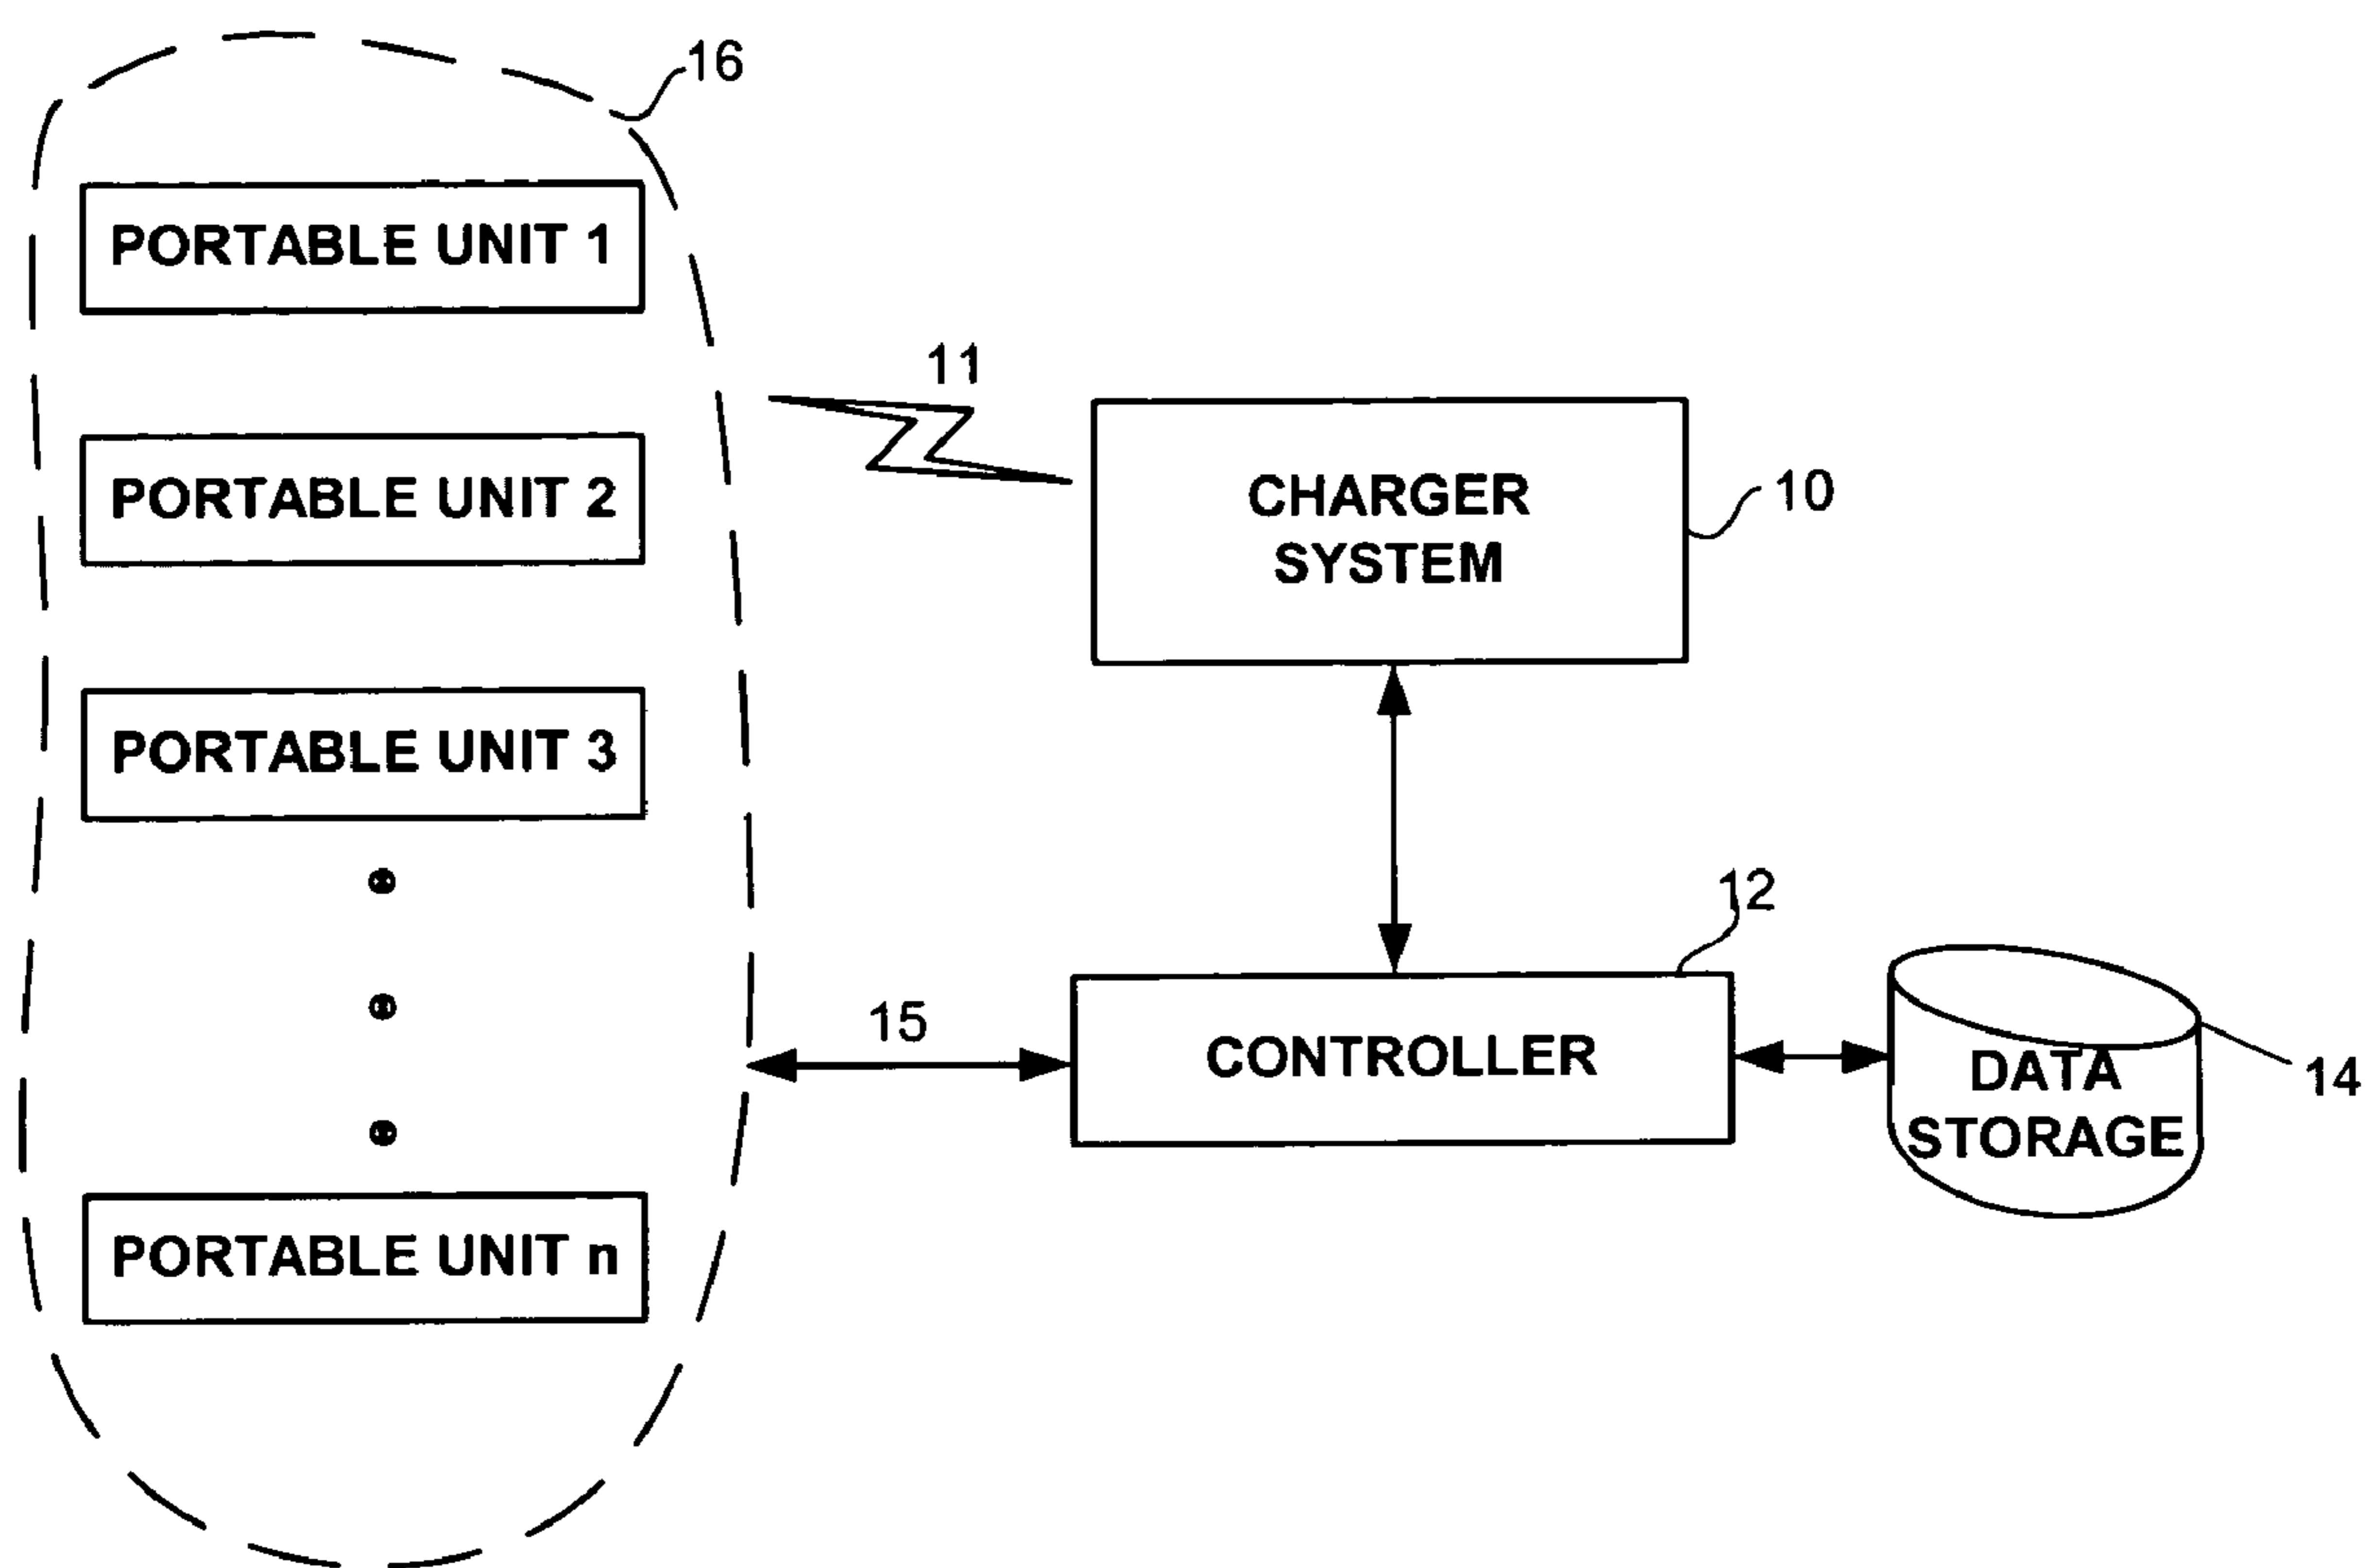 16
PORTABLE UNIT 1
11
PORTABLE UNIT 2
CHARGER
SYSTEM
10
PORTABLE UNIT 3
12
15
CONTROLLER
DATA
STORAGE
14
PORTABLE UNIT n